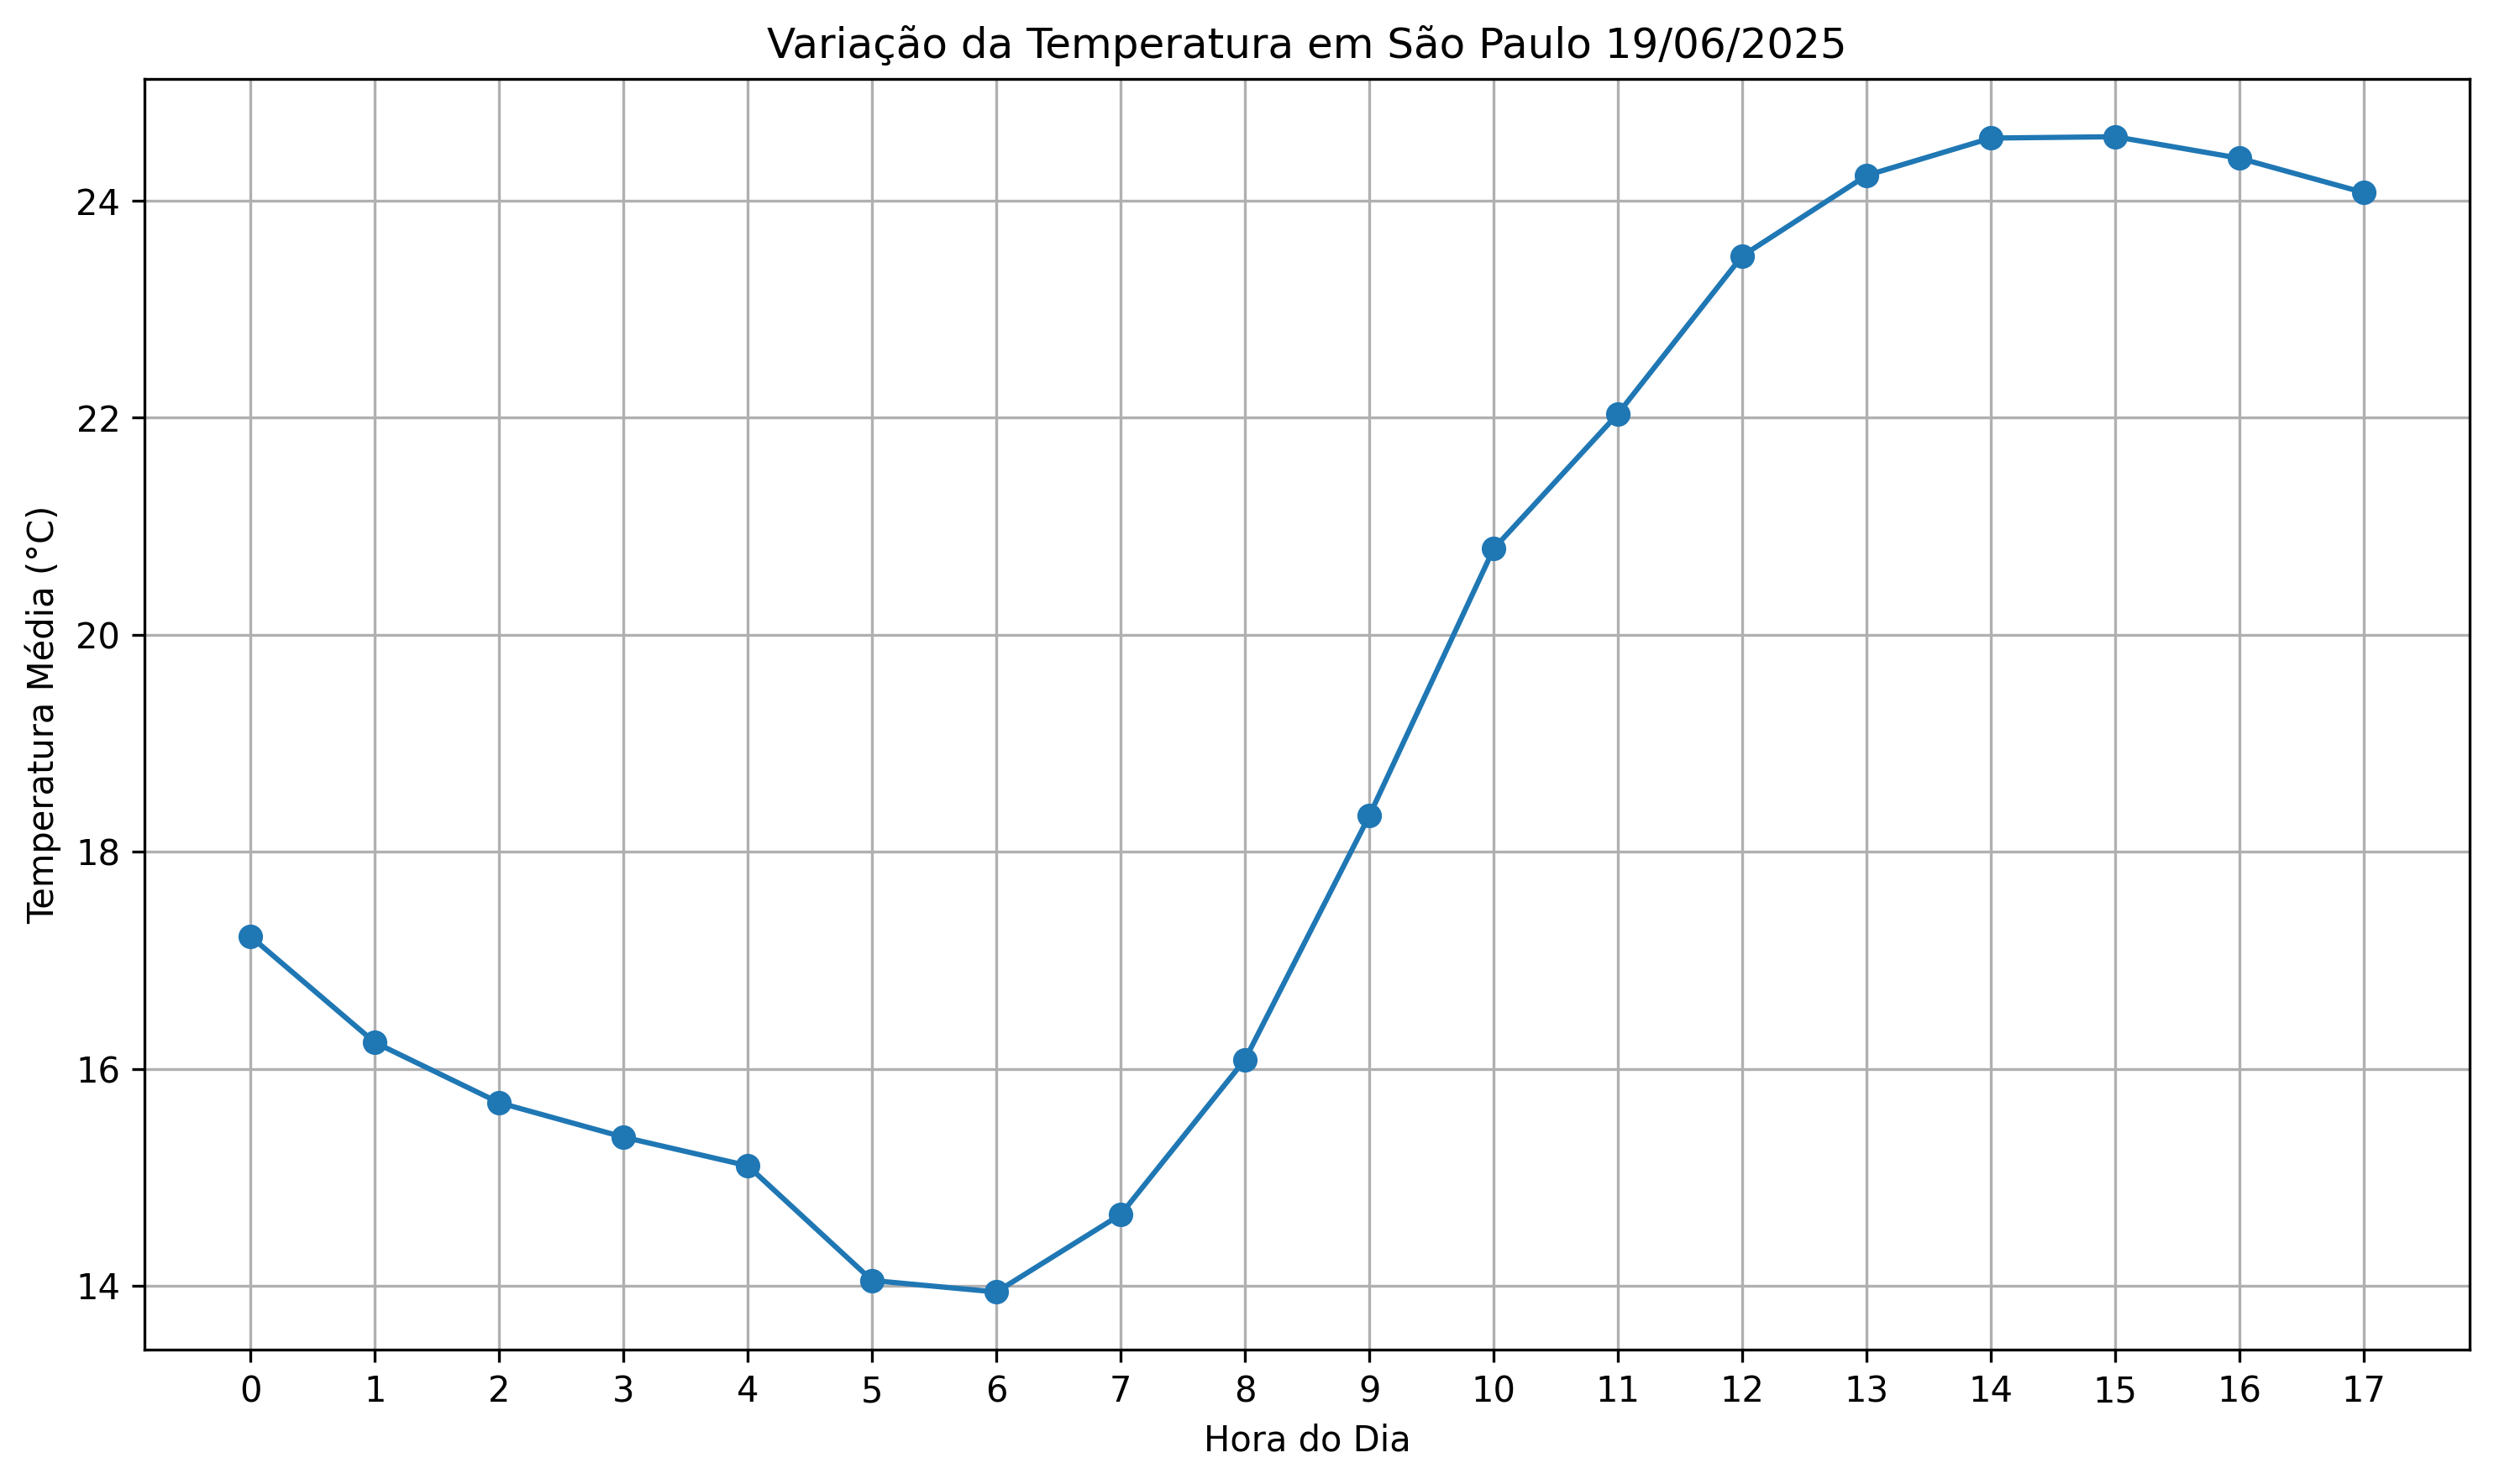 Variação da Temperatura em São Paulo 19/06/2025
24
22
20
18
16
14
Temperatura Média (°C)
0 1 2 3 4 5 6 7 8 9 10 11 12 13 14 15 16 17
Hora do Dia